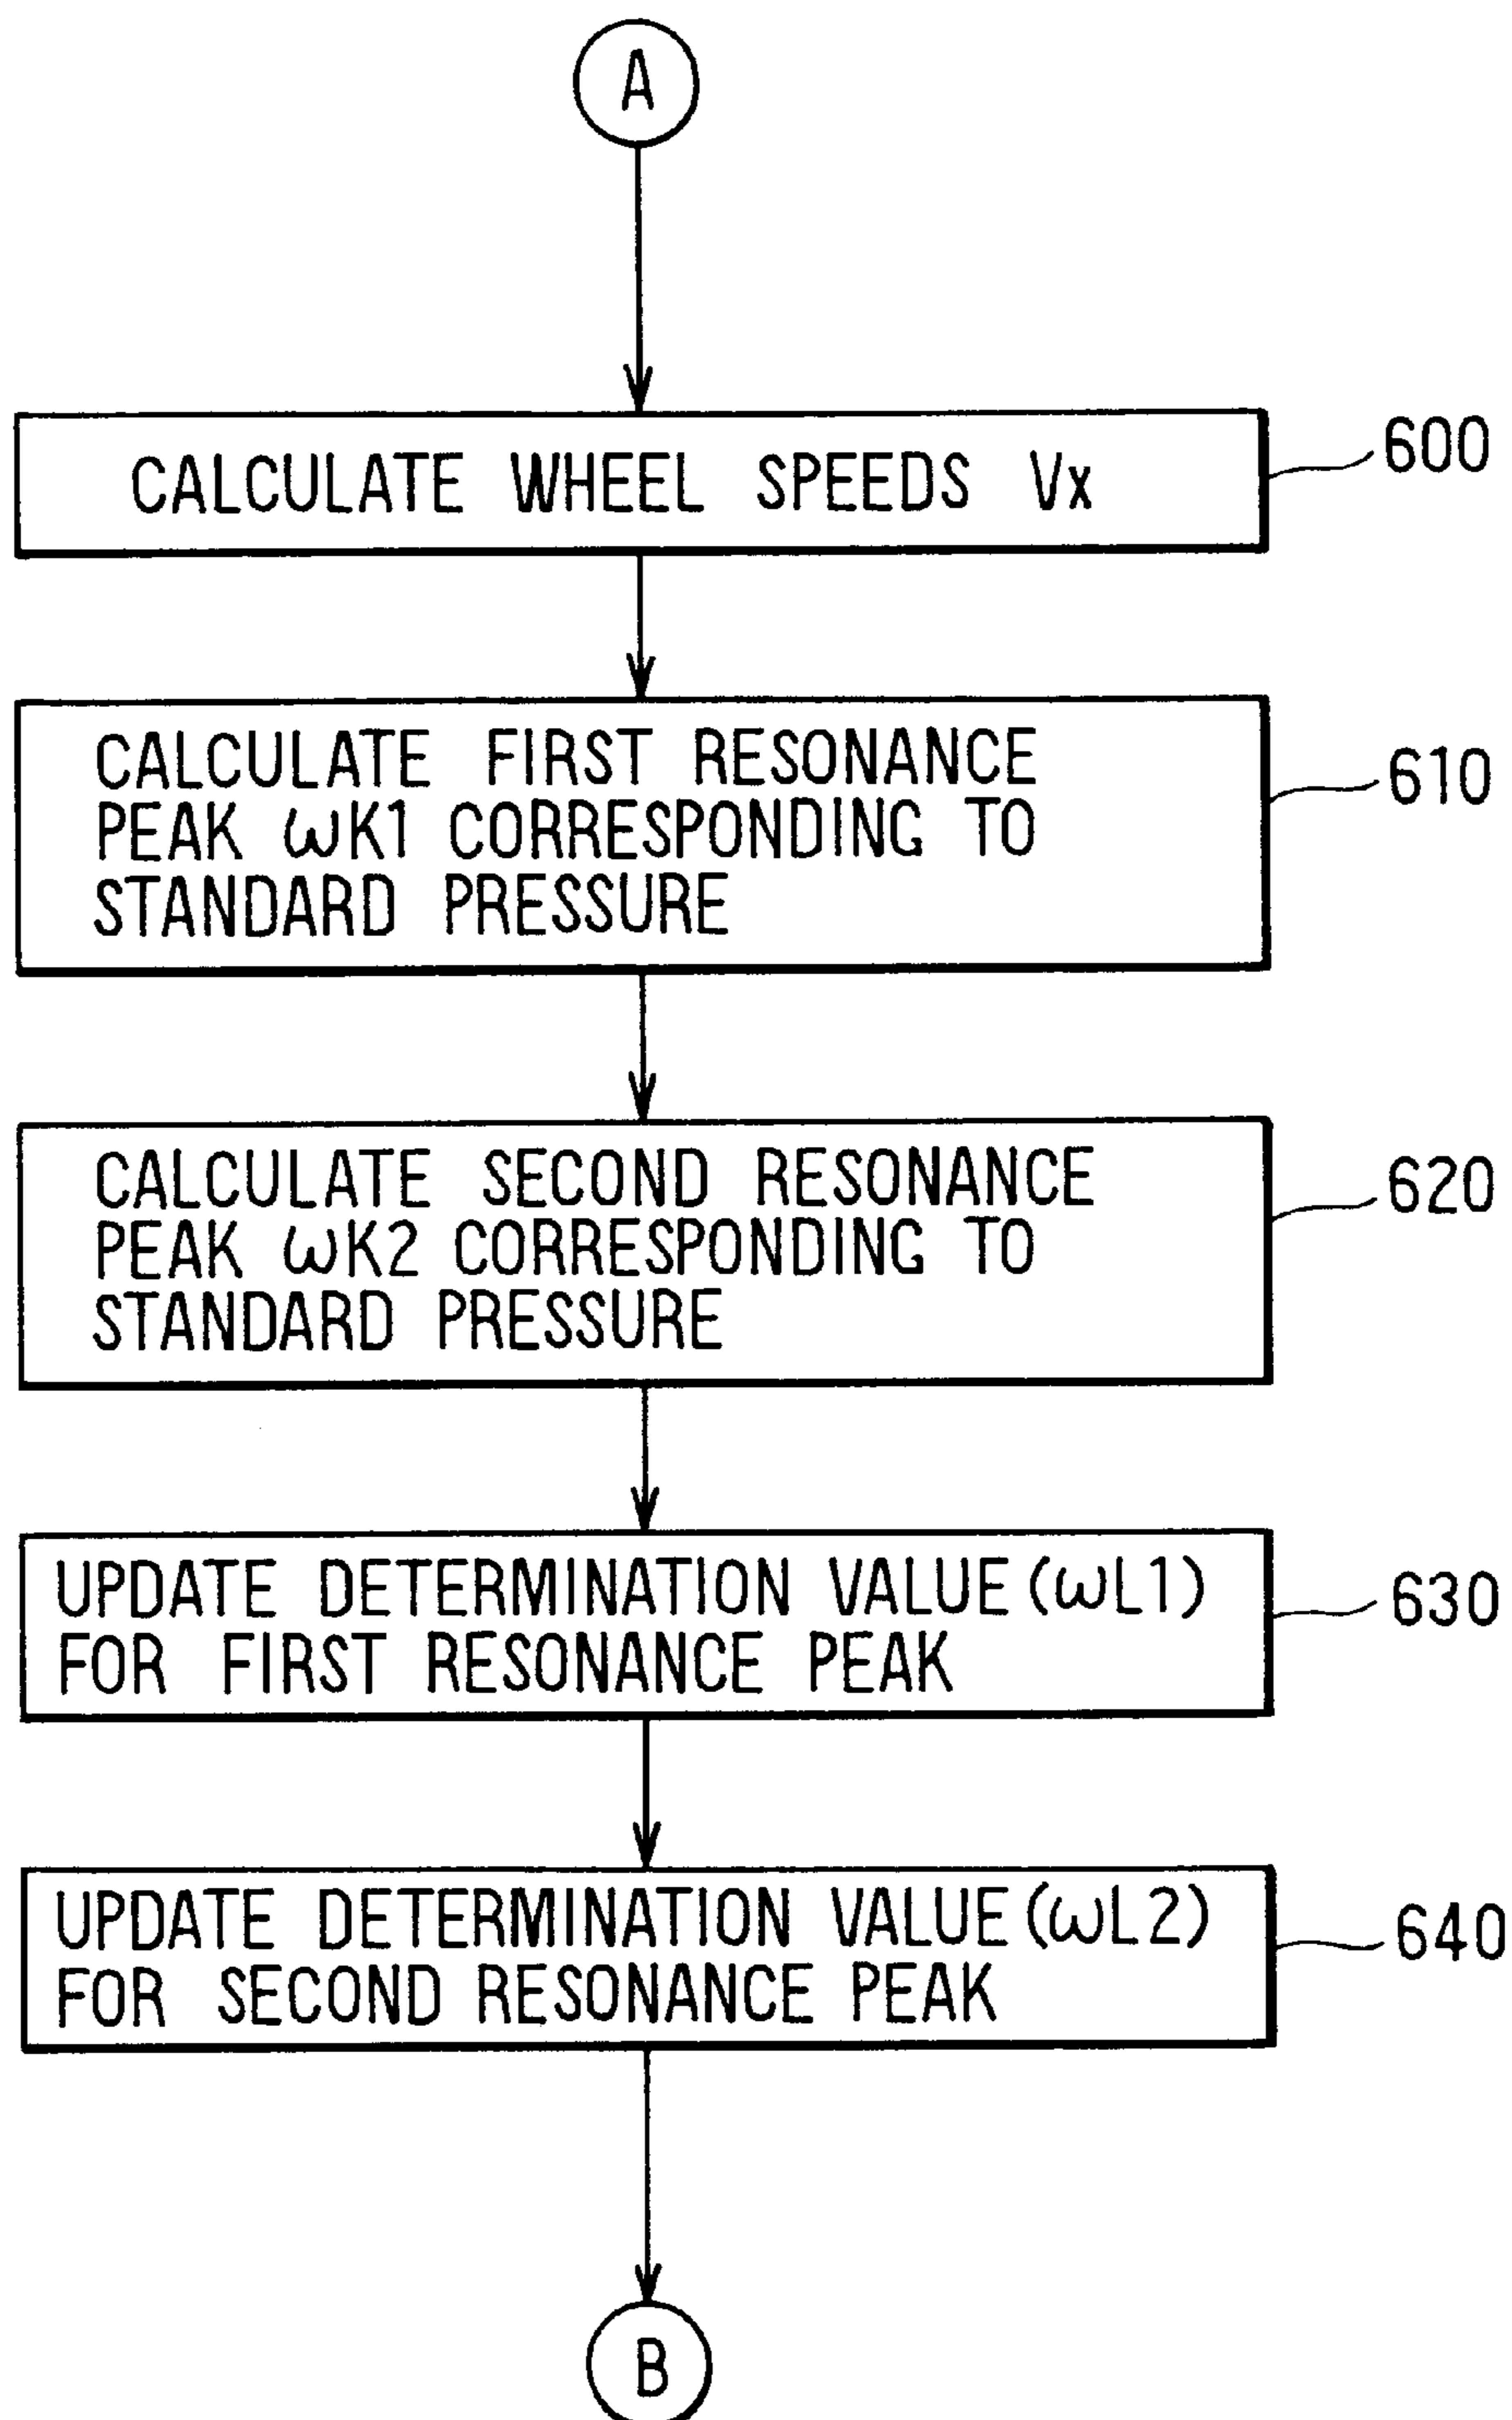 A
CALCULATE WHEEL SPEEDS Vx
600
CALCULATE FIRST RESONANCE
PEAK ωK1 CORRESPONDING TO
STANDARD PRESSURE
610
CALCULATE SECOND RESONANCE
PEAK ωK2 CORRESPONDING TO
STANDARD PRESSURE
620
UPDATE DETERMINATION VALUE(ωL1)
FOR FIRST RESONANCE PEAK
630
UPDATE DETERMINATION VALUE(ωL2)
FOR SECOND RESONANCE PEAK
640
B